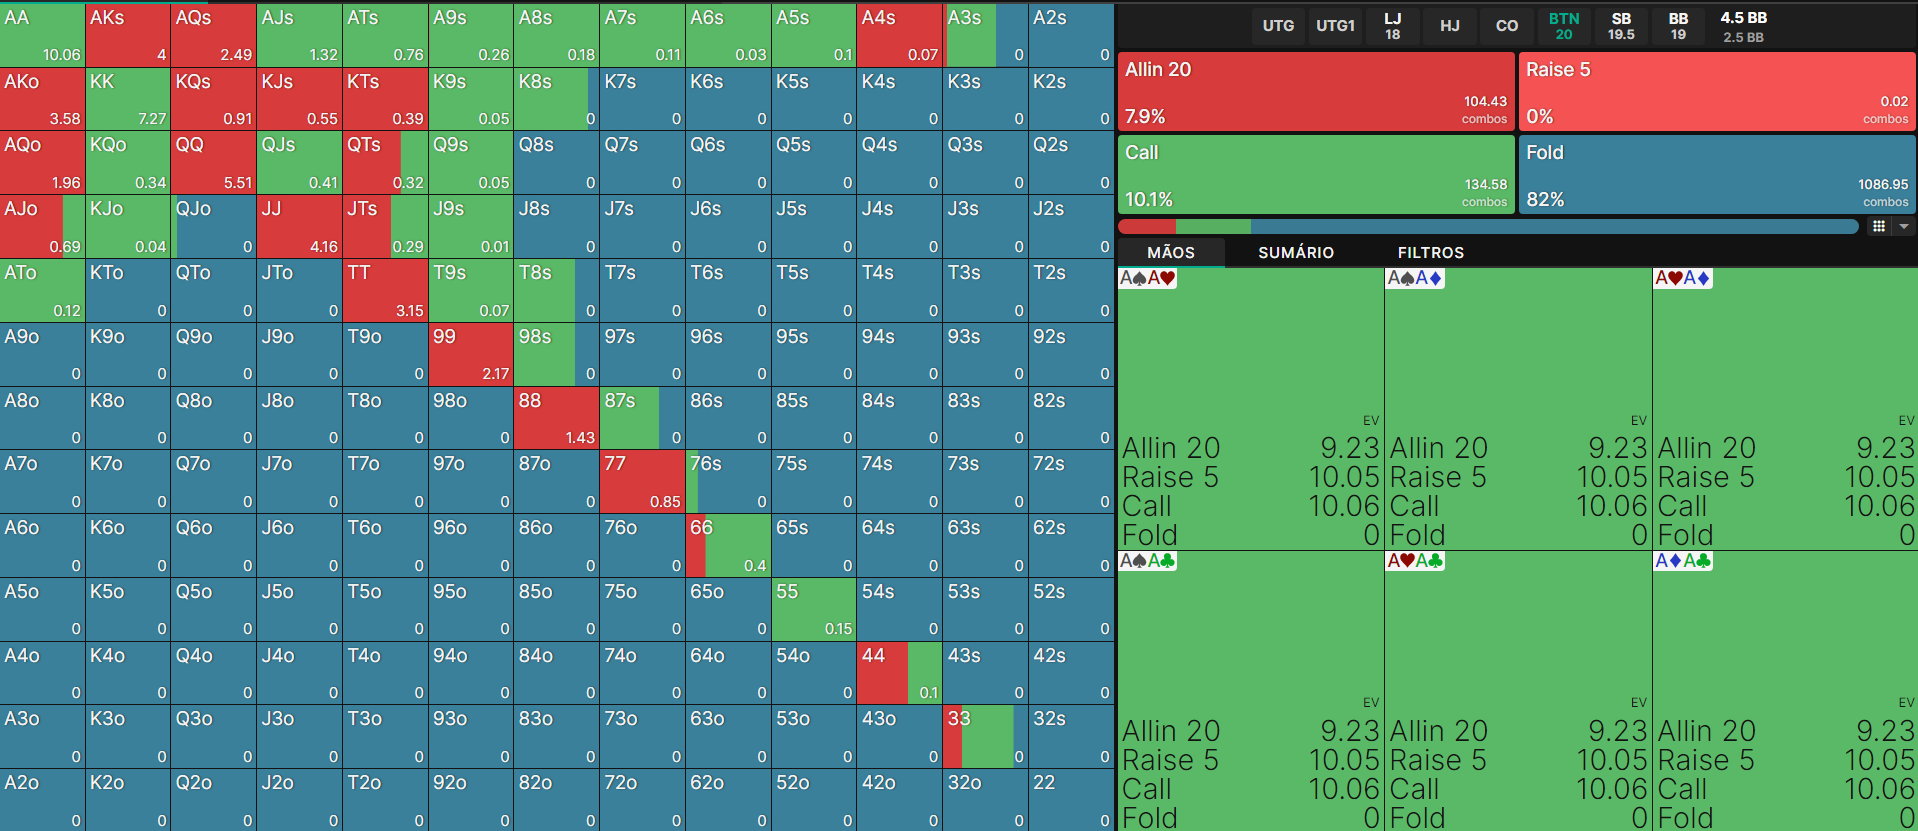 AA AKs AQs AJs ATs A9s A8s A7s A6s A5s A4s A3s A2s
10.06 4 2.49 1.32 0.76 0.26 0.18 0.11 0.03 0.1 0.07 0
AKo KK KQs KJs KTs K9s K8s K7s K6s K5s K4s K3s K2s
3.58 7.27 0.91 0.55 0.39 0.05 0 0 0 0 0 0 0
AQo KQo QQ QJs QTs Q9s Q8s Q7s Q6s Q5s Q4s Q3s Q2s
1.96 0.34 5.51 0.41 0.32 0.05 0 0 0 0 0 0 0
AJo KJo QJo JJ JTs J9s J8s J7s J6s J5s J4s J3s J2s
0.69 0.04 0 4.16 0.29 0.01 0 0 0 0 0 0 0
ATo KTo QTo JTo TT T9s T8s T7s T6s T5s T4s T3s T2s
0.12 0 0 0 3.15 0.07 0 0 0 0 0 0 0
A9o K9o Q9o J9o T9o 99 98s 97s 96s 95s 94s 93s 92s
0 0 0 0 0 2.17 0 0 0 0 0 0 0
A8o K8o Q8o J8o T8o 98o 88 87s 86s 85s 84s 83s 82s
0 0 0 0 0 0 1.43 0 0 0 0 0 0
A7o K7o Q7o J7o T7o 97o 87o 77 76s 75s 74s 73s 72s
0 0 0 0 0 0 0 0.85 0 0 0 0 0
A6o K6o Q6o J6o T6o 96o 86o 76o 66 65s 64s 63s 62s
0 0 0 0 0 0 0 0 0.4 0 0 0 0
A5o K5o Q5o J5o T5o 95o 85o 75o 65o 55 54s 53s 52s
0 0 0 0 0 0 0 0 0 0.15 0 0 0
A4o K4o Q4o J4o T4o 94o 84o 74o 64o 54o 44 43s 42s
0 0 0 0 0 0 0 0 0 0 0.1 0 0
A3o K3o Q3o J3o T3o 93o 83o 73o 63o 53o 43o 33 32s
0 0 0 0 0 0 0 0 0 0 0 0 0
A2o K2o Q2o J2o T2o 92o 82o 72o 62o 52o 42o 32o 22
0 0 0 0 0 0 0 0 0 0 0 0 0
UTG UTG1 LJ HJ CO BTN SB BB 4.5 BB
18 20 19.5 19 2.5 BB
Allin 20
104.43
7.9% combos
Raise 5
0.02
0% combos
Call
134.58
10.1% combos
Fold
1086.95
82% combos
MÃOS SUMÁRIO FILTROS
A♠A♥ A♠A♦ A♥A♦
EV EV EV
Allin 20 9.23 Allin 20 9.23 Allin 20 9.23
Raise 5 10.05 Raise 5 10.05 Raise 5 10.05
Call 10.06 Call 10.06 Call 10.06
Fold 0 Fold 0 Fold 0
A♠A♣ A♥A♣ A♦A♣
EV EV EV
Allin 20 9.23 Allin 20 9.23 Allin 20 9.23
Raise 5 10.05 Raise 5 10.05 Raise 5 10.05
Call 10.06 Call 10.06 Call 10.06
Fold 0 Fold 0 Fold 0